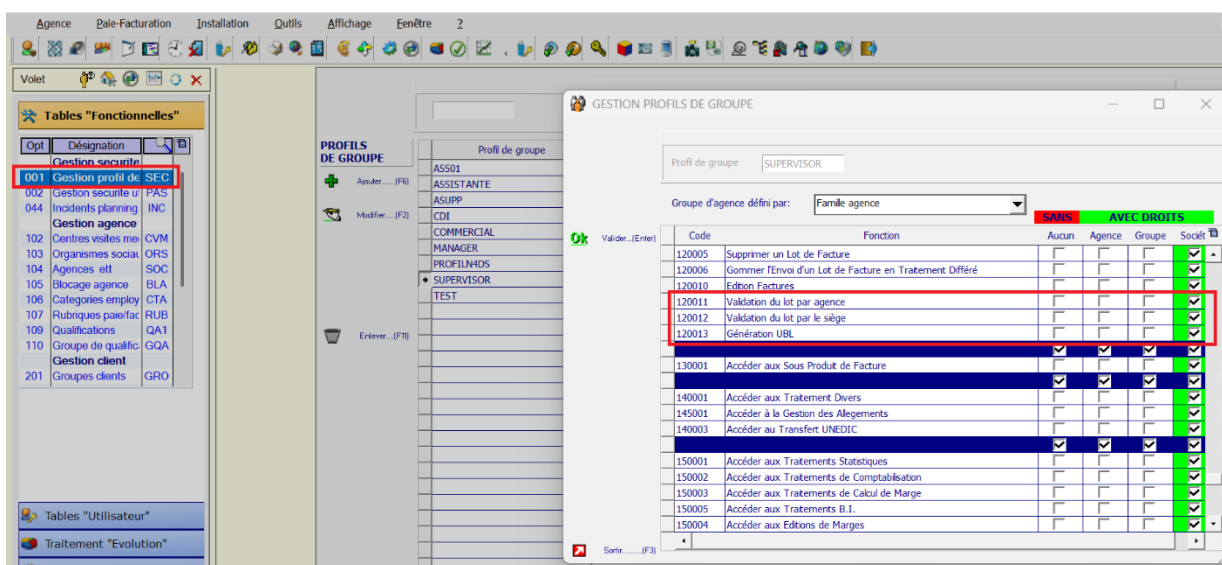 Agence Paie-Facturation Installation Outils Affichage Fenêtre ?
Volet
Tables "Fonctionnelles"
Opt Désignation
Gestion securite
001 Gestion profil de SEC
002 Gestion securite u PAS
044 Incidents planning INC
Gestion agence
102 Centres visites me CVM
103 Organismes sociau ORS
104 Agences ett SOC
105 Blocage agence BLA
106 Categories employ CTA
107 Rubriques paie/fac RUB
109 Qualifications QA1
110 Groupe de qualific GQA
Gestion client
201 Groupes clients GRO
Tables "Utilisateur"
Traitement "Evolution"
PROFILS
DE GROUPE
Ajouter......(F6)
Modifier....(F2)
Enlever....(F11)
Profil de groupe
ASS01
ASSISTANTE
ASUPP
CDI
COMMERCIAL
MANAGER
PROFILN4DS
SUPERVISOR
TEST
GESTION PROFILS DE GROUPE
Profil de groupe SUPERVISOR
Groupe d'agence défini par: Famille agence
SANS AVEC DROITS
Ok Valider...(Enter)
Code Fonction Aucun Agence Groupe Sociét
120005 Supprimer un Lot de Facture
120006 Gommer l'Envoi d'un Lot de Facture en Traitement Différé
120010 Edition Factures
120011 Validation du lot par agence
120012 Validation du lot par le siège
120013 Génération UBL
130001 Accéder aux Sous Produit de Facture
140001 Accéder aux Traitement Divers
145001 Accéder à la Gestion des Alegements
140003 Accéder au Transfert UNEDIC
150001 Accéder aux Traitements Statistiques
150002 Accéder aux Traitements de Comptabilisation
150003 Accéder aux Traitements de Calcul de Marge
150005 Accéder aux Traitements B.I.
150004 Accéder aux Editions de Marges
Sortir.........(F3)